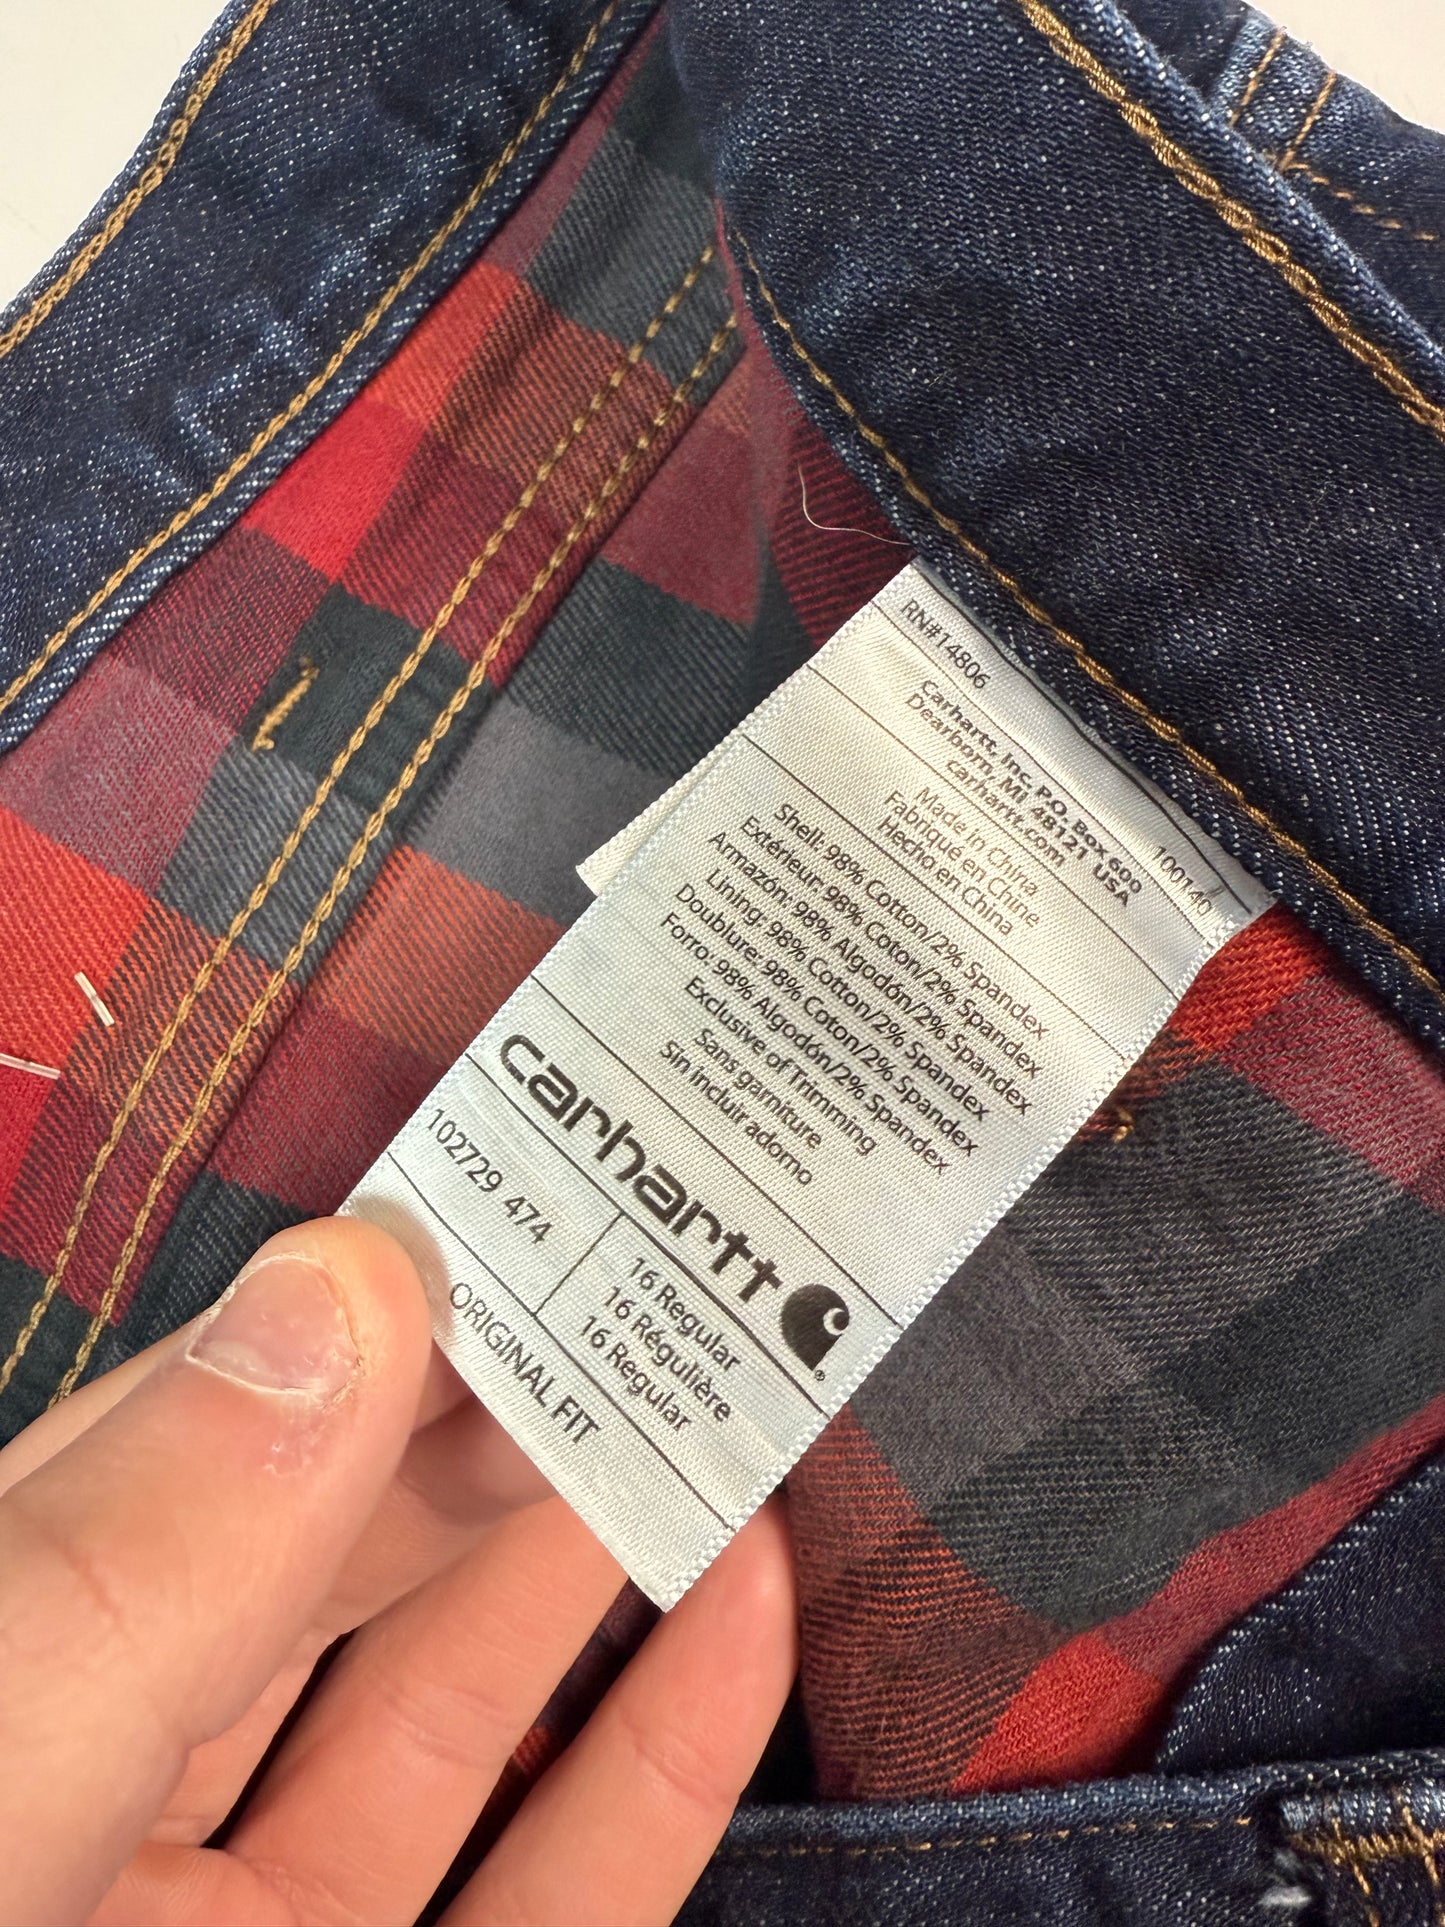 RN#14806
100140
Carhartt, Inc. P.O. Box 600
Dearborn, MI 48121 USA
carhartt.com
Made in China
Fabriqué en Chine
Hecho en China
Shell: 98% Cotton/2% Spandex
Extérieur: 98% Coton/2% Spandex
Armazón: 98% Algodón/2% Spandex
Lining: 98% Cotton/2% Spandex
Doublure: 98% Coton/2% Spandex
Forro: 98% Algodón/2% Spandex
Exclusive of Trimming
Sans garniture
Sin incluir adorno
carhartt
102729 474
16 Regular
16 Régulière
16 Regular
ORIGINAL FIT